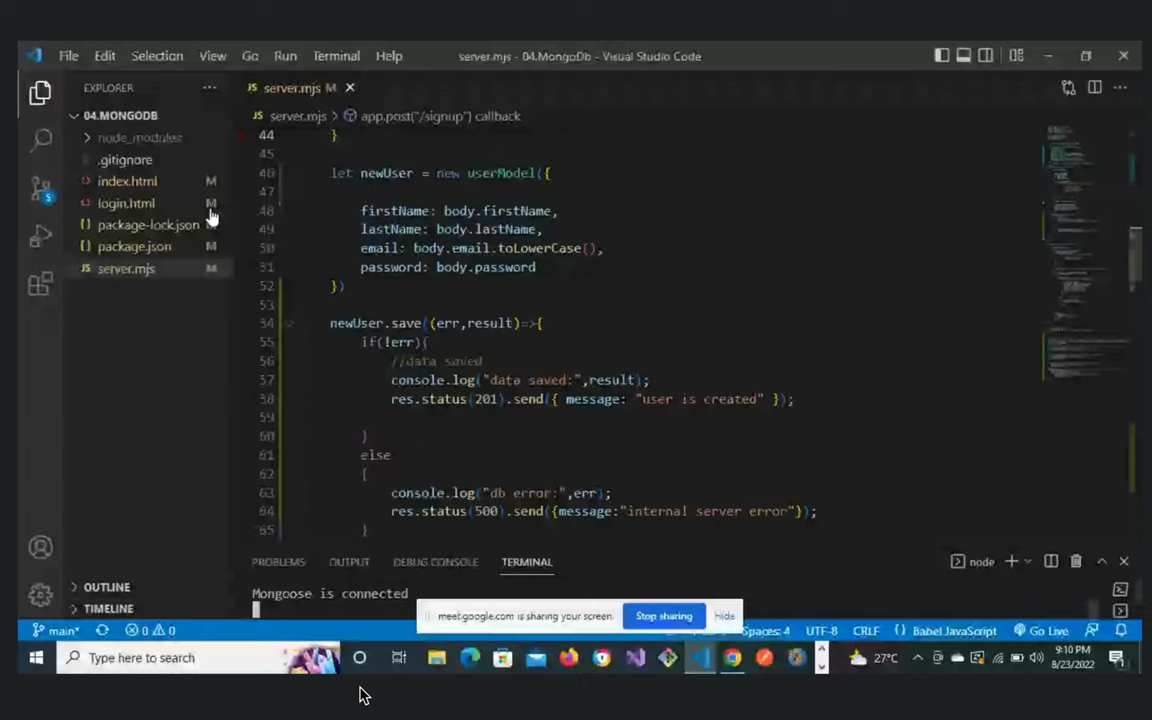 File Edit Selection View Go Run Terminal Help server.mjs - 04.MongoDb - Visual Studio Code
EXPLORER
04.MONGODB
node_modules
.gitignore
index.html M
login.html M
package-lock.json
package.json M
server.mjs M
OUTLINE
TIMELINE
JS server.mjs M
JS server.mjs > app.post("/signup") callback
44 }
45
46 let newUser = new userModel({
47
48 firstName: body.firstName,
49 lastName: body.lastName,
50 email: body.email.toLowerCase(),
51 password: body.password
52 })
53
54 newUser.save((err,result)=>{
55 if(!err){
56 //data saved
57 console.log("data saved:",result);
58 res.status(201).send({ message: "user is created" });
59
60 }
61 else
62 {
63 console.log("db error:",err);
64 res.status(500).send({message:"internal server error"});
65 }
PROBLEMS OUTPUT DEBUG CONSOLE TERMINAL
node
Mongoose is connected
meet.google.com is sharing your screen. Stop sharing Hide
5
main* 0 0 Spaces: 4 UTF-8 CRLF {} Babel JavaScript Go Live
Type here to search
27°C
9:10 PM
8/23/2022